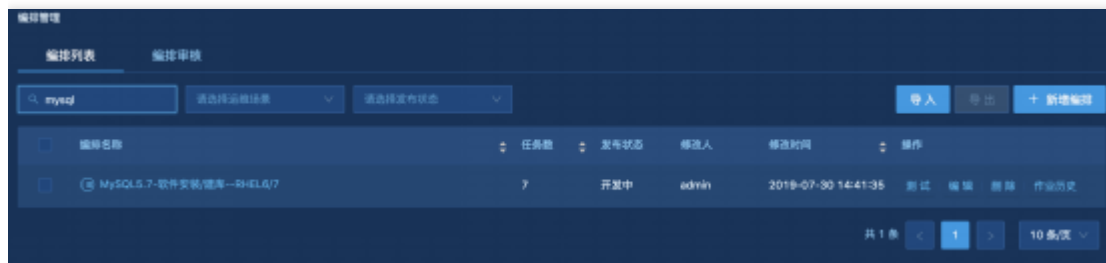 编排管理
编排列表 编排审核
mysql 请选择运维场景 请选择发布状态 导入 导出 + 新增编排
编排名称 任务数 发布状态 修改人 修改时间 操作
MySQL5.7-软件安装/建库--RHEL6/7 7 开发中 admin 2019-07-30 14:41:35 测试 编辑 删除 作业历史
共 1 条 < 1 > 10 条/页